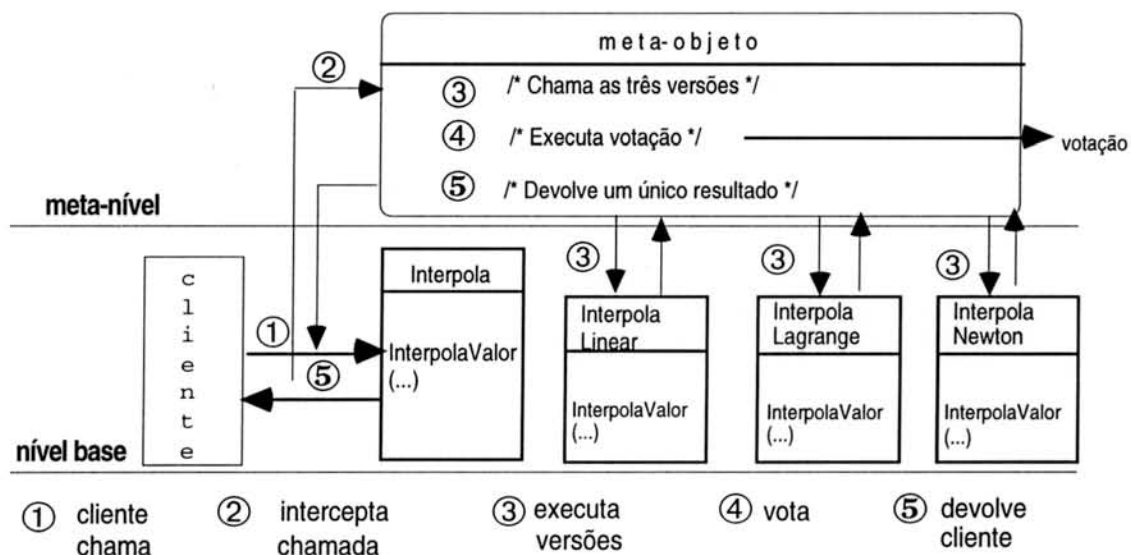 meta-objeto
②
③ /* Chama as três versões */
④ /* Executa votação */
votação
⑤ /* Devolve um único resultado */
meta-nível
cliente
①
⑤
Interpola
InterpolaValor
(...)
③
Interpola
Linear
InterpolaValor
(...)
③
Interpola
Lagrange
InterpolaValor
(...)
③
Interpola
Newton
InterpolaValor
(...)
nível base
① cliente
chama
② intercepta
chamada
③ executa
versões
④ vota
⑤ devolve
cliente